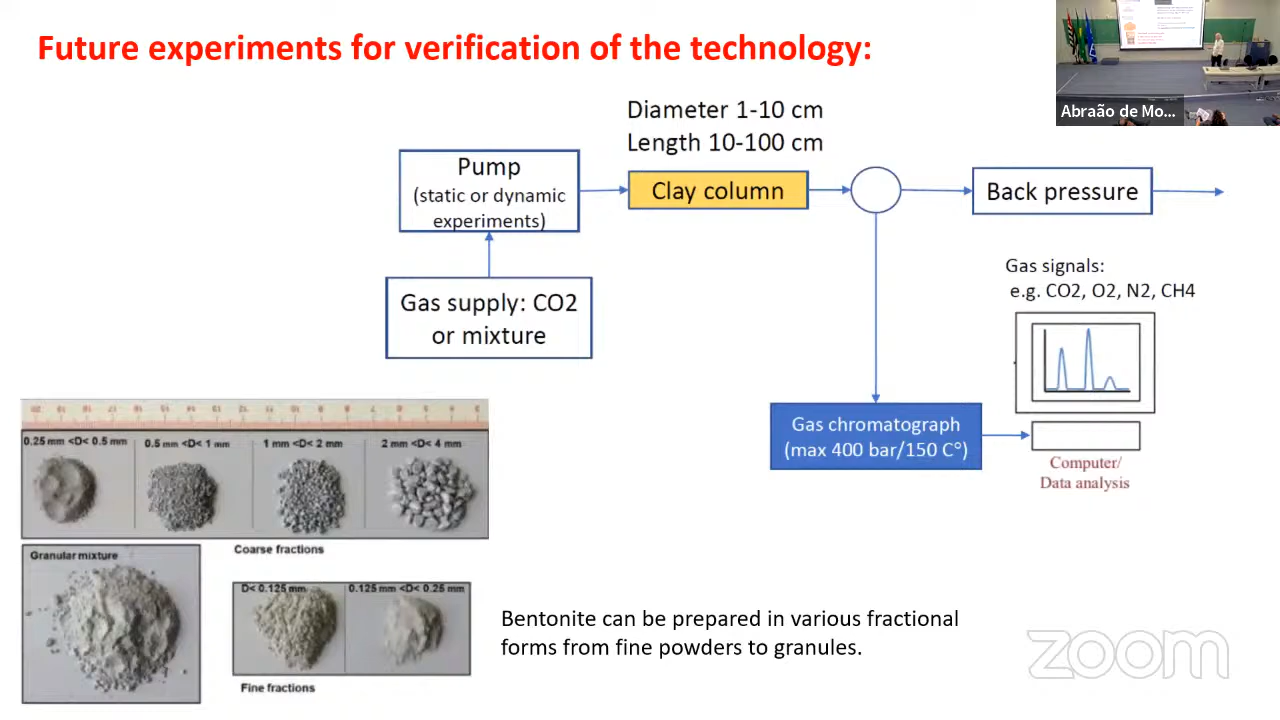 Future experiments for verification of the technology:
Abraão de Mo...
Diameter 1-10 cm
Length 10-100 cm
Pump
(static or dynamic
experiments)
Clay column
Back pressure
Gas supply: CO2
or mixture
Gas signals:
e.g. CO2, O2, N2, CH4
Gas chromatograph
(max 400 bar/150 C°)
Computer/
Data analysis
0.25 mm <D< 0.5 mm
0.5 mm <D< 1 mm
1 mm <D< 2 mm
2 mm <D< 4 mm
Coarse fractions
Granular mixture
D< 0.125 mm
0.125 mm <D< 0.25 mm
Fine fractions
Bentonite can be prepared in various fractional
forms from fine powders to granules.
zoom